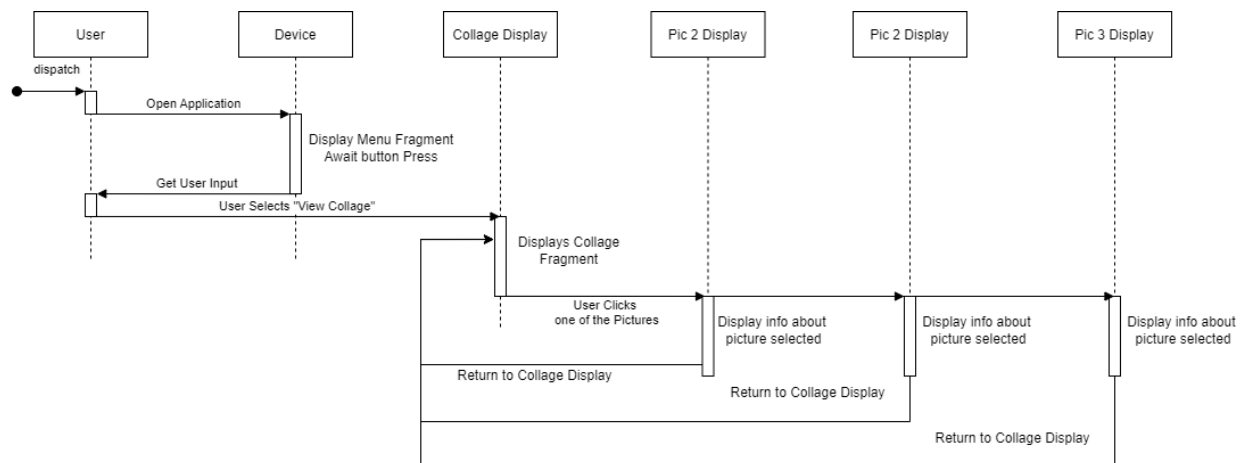 User
Device
Collage Display
Pic 2 Display
Pic 2 Display
Pic 3 Display
dispatch
Open Application
Display Menu Fragment
Await button Press
Get User Input
User Selects "View Collage"
Displays Collage
Fragment
User Clicks
one of the Pictures
Display info about
picture selected
Display info about
picture selected
Display info about
picture selected
Return to Collage Display
Return to Collage Display
Return to Collage Display